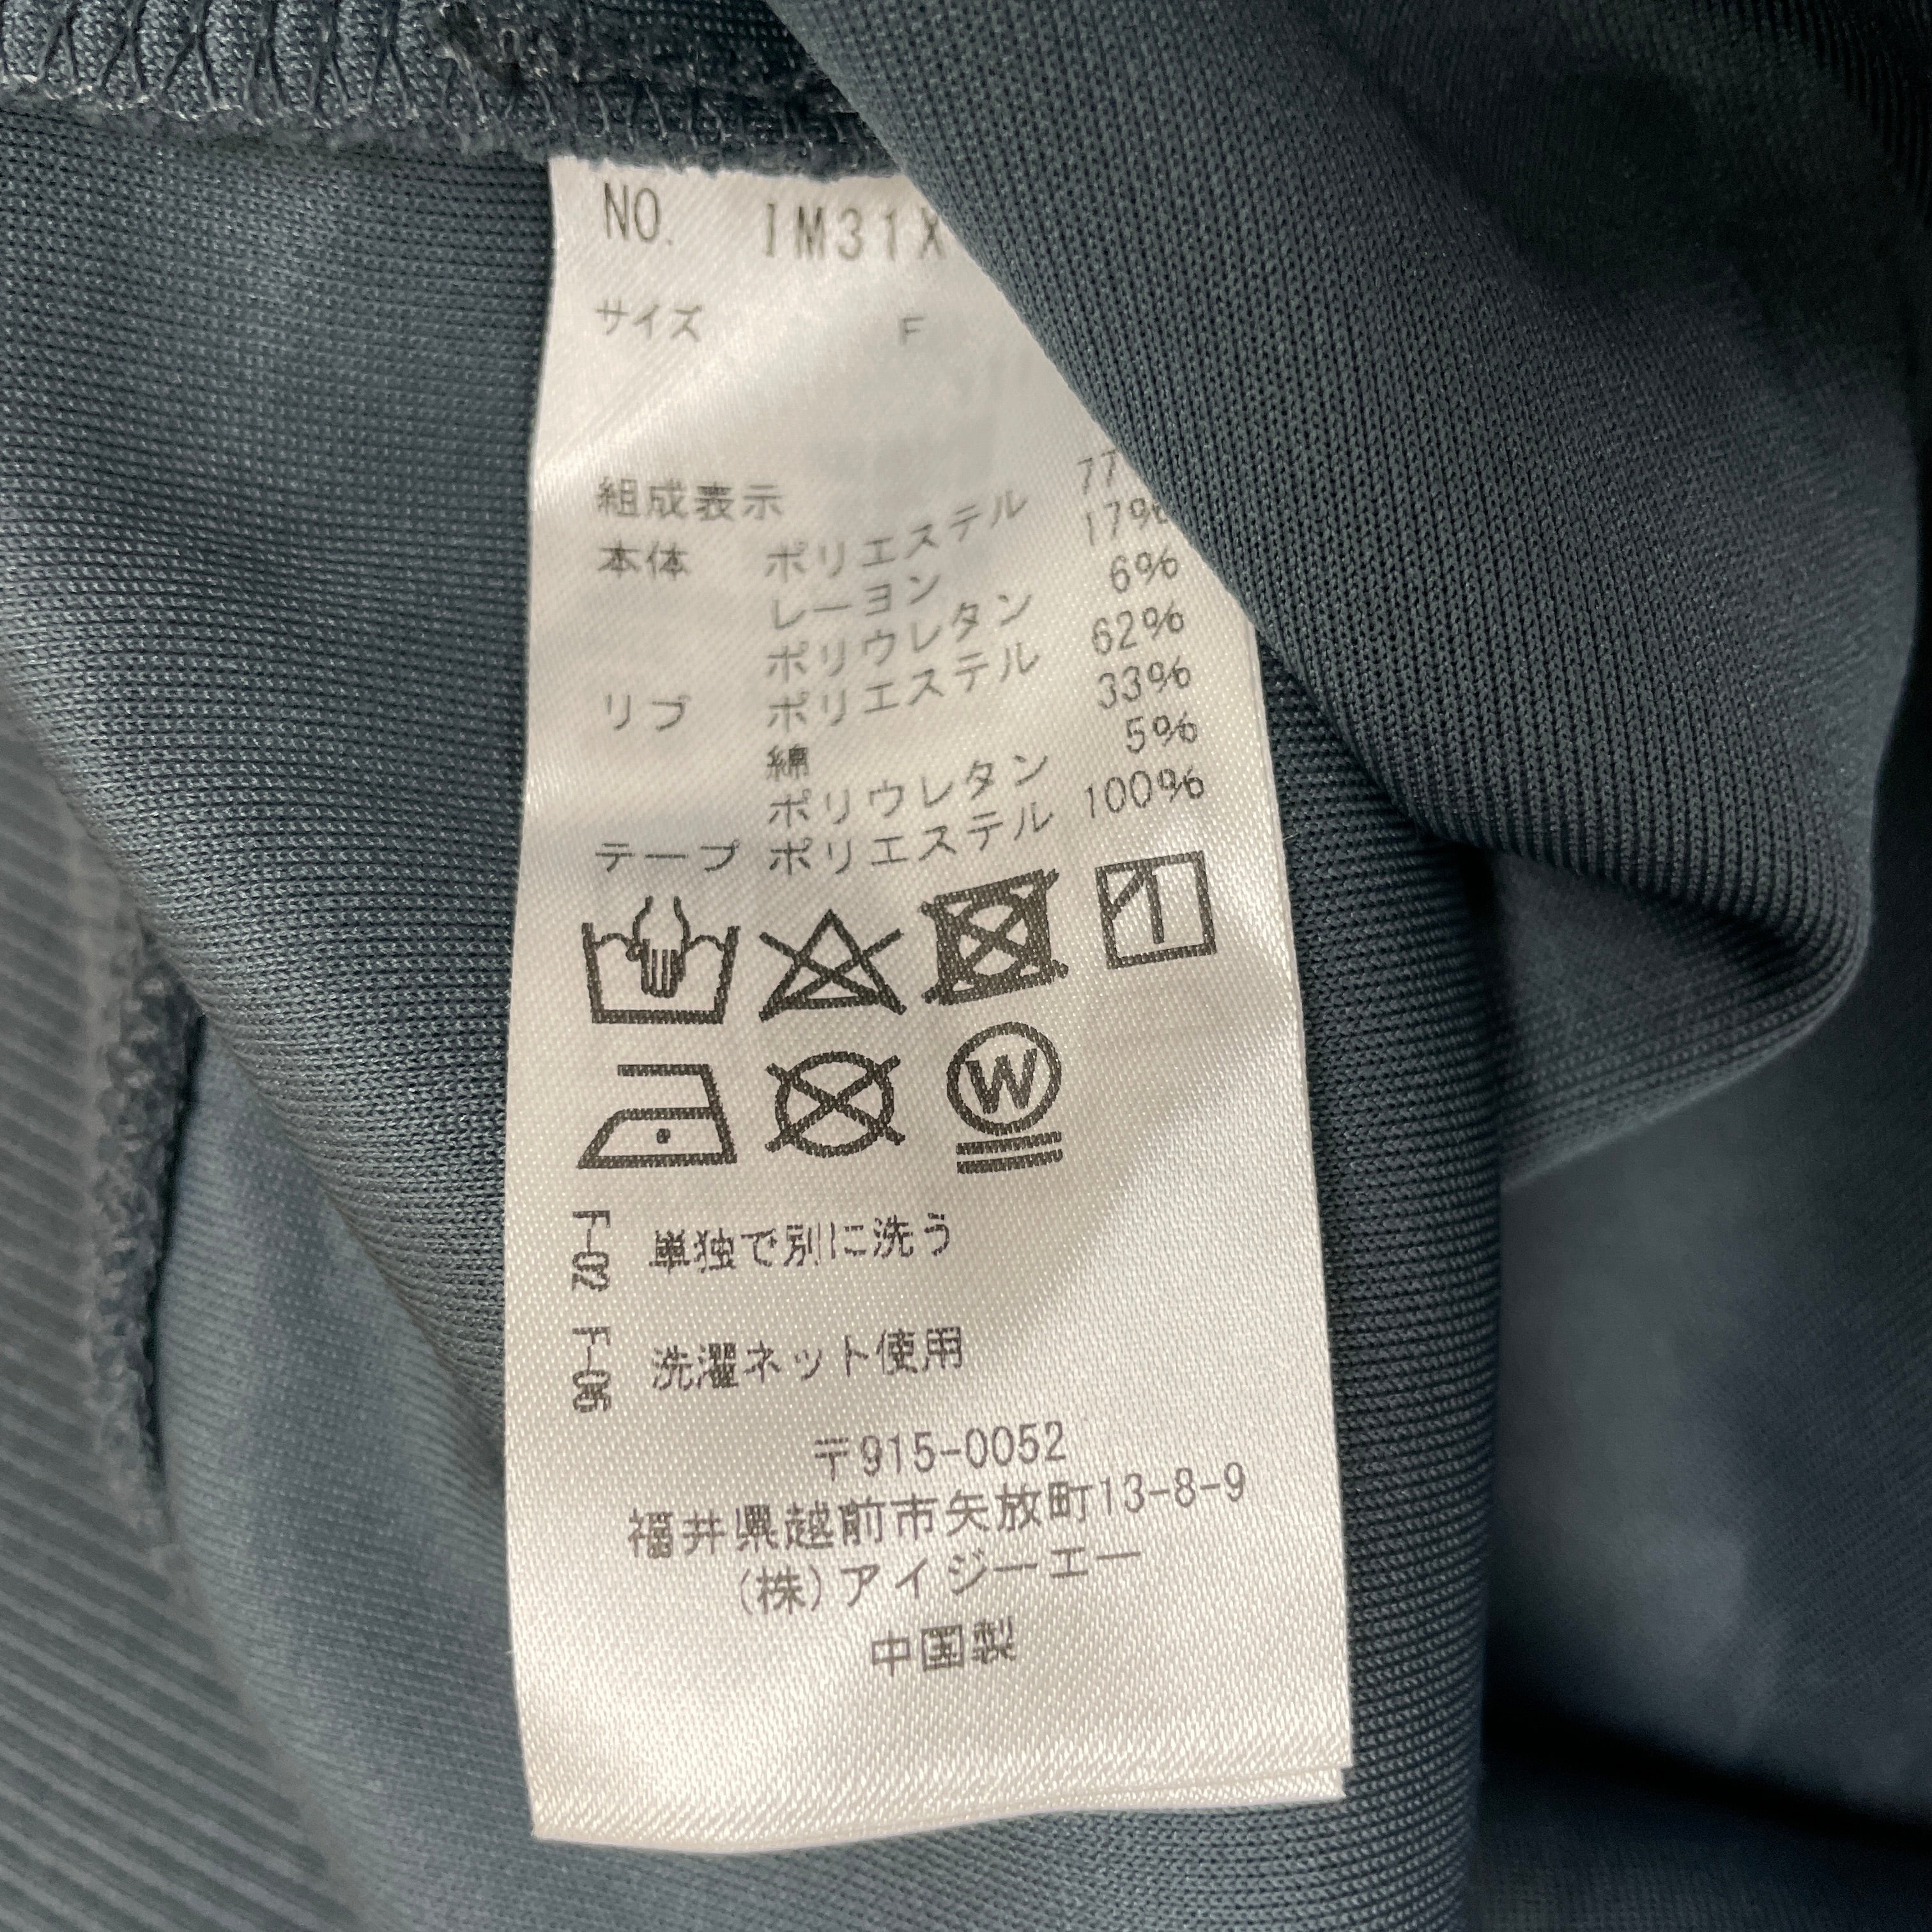 NO. IM31X
サイズ F
組成表示
本体 ポリエステル 77
レーヨン 17%
ポリウレタン 6%
リブ ポリエステル 62%
綿 33%
ポリウレタン 5%
テープ ポリエステル 100%
W
F-02 単独で別に洗う
F-06 洗濯ネット使用
〒915-0052
福井県越前市矢放町13-8-9
(株)アイジーエー
中国製